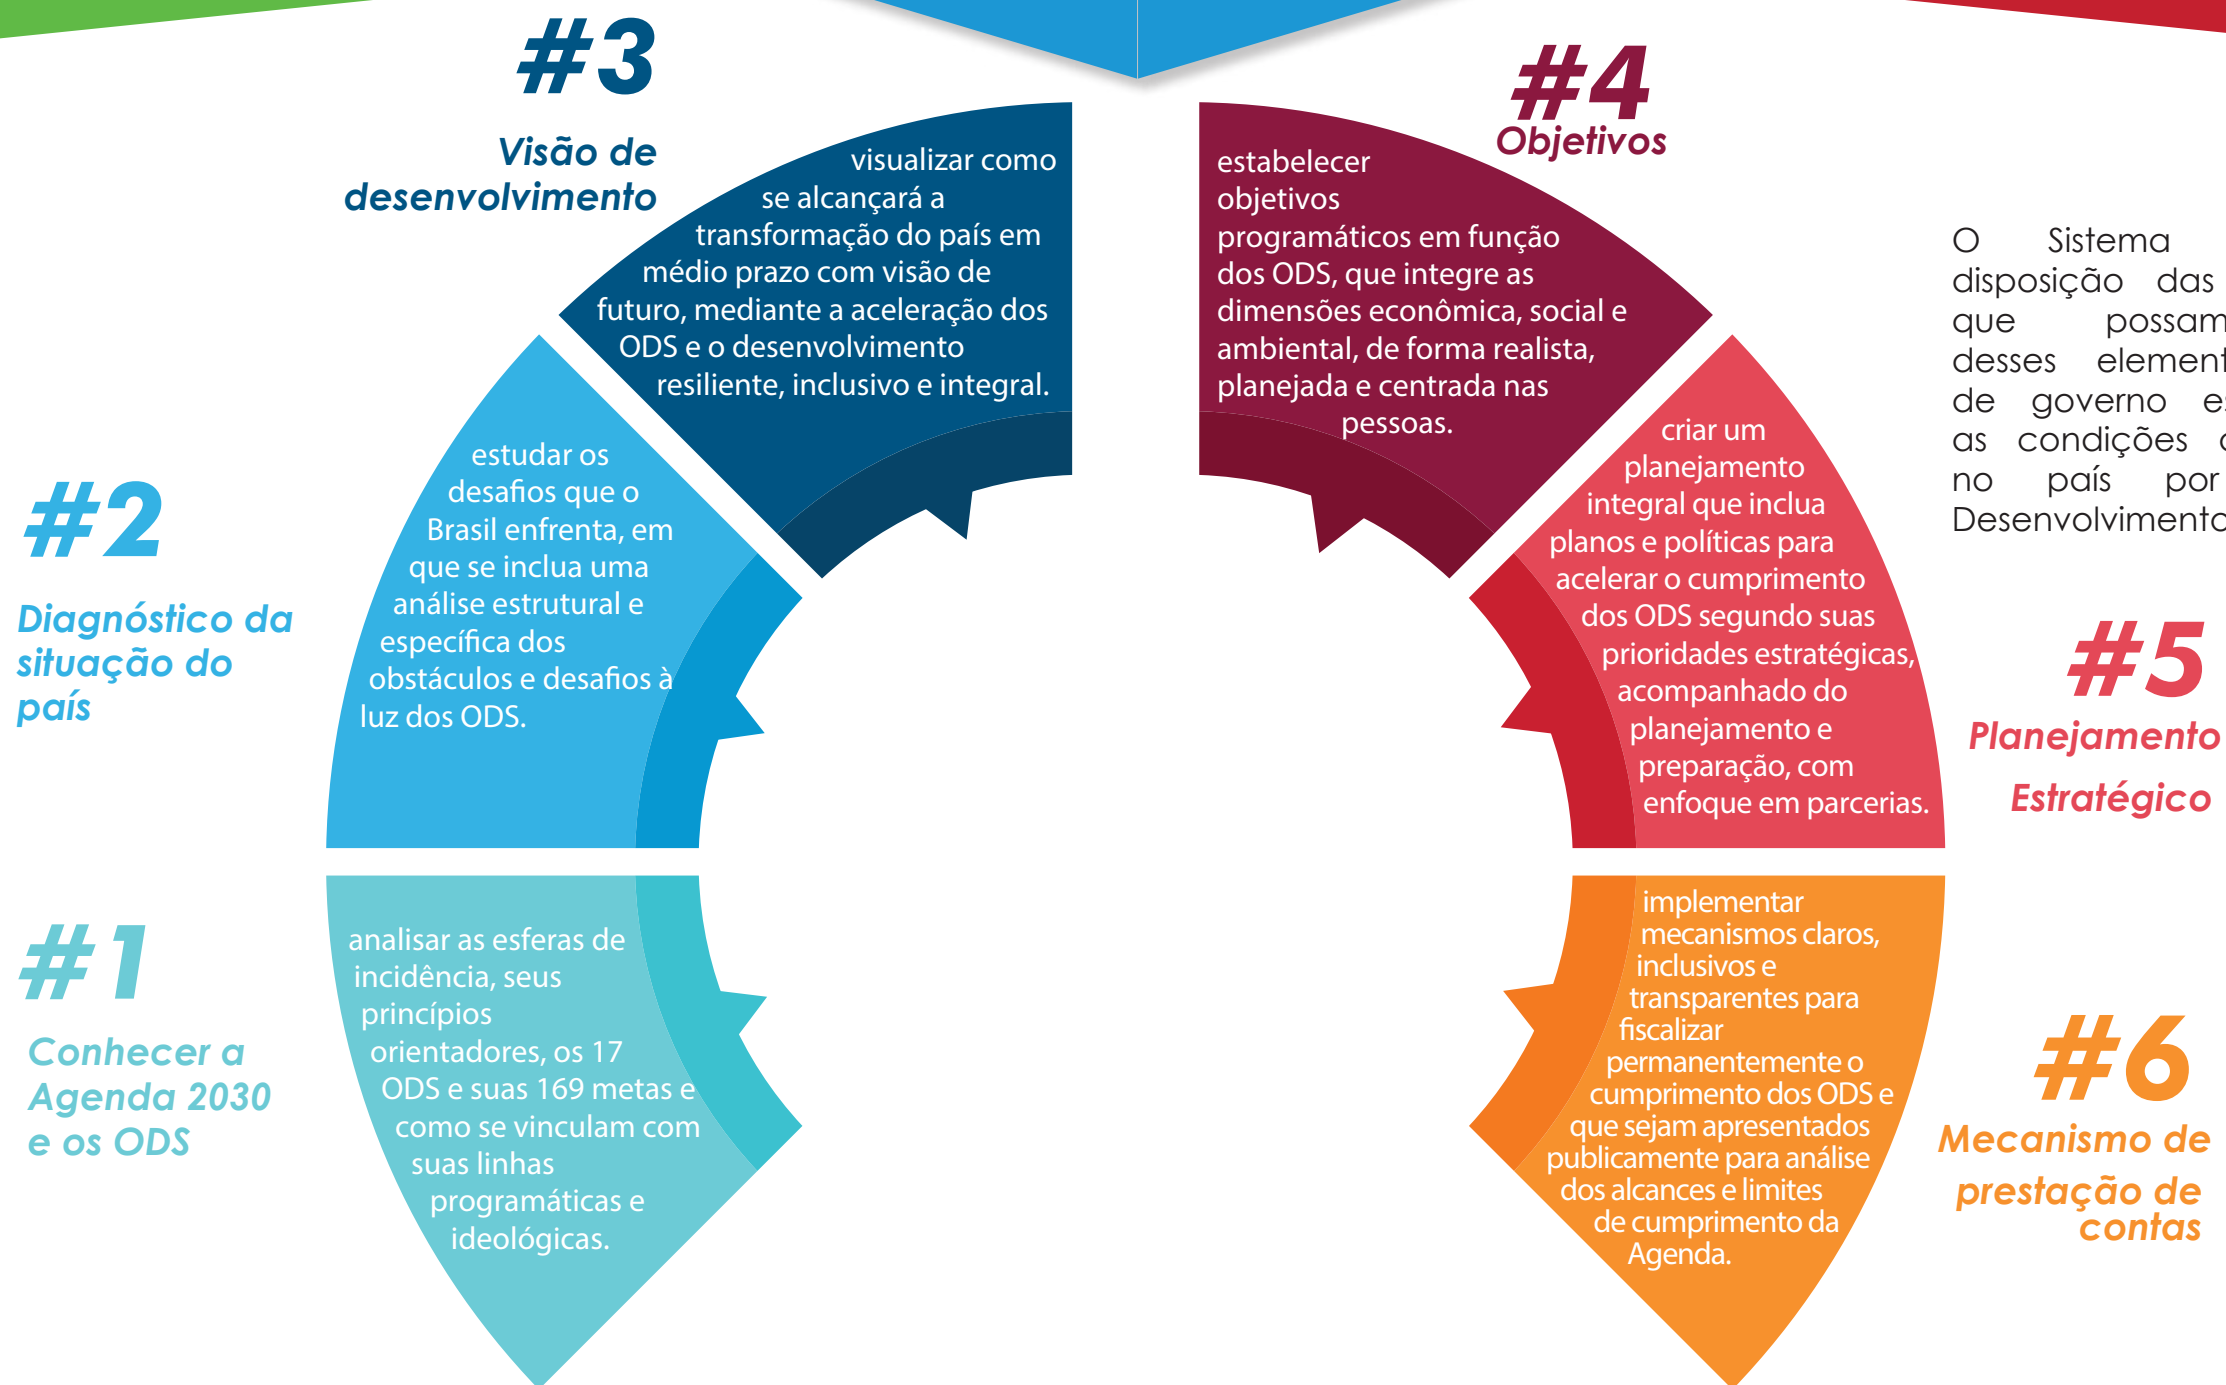 #3
Visão de
desenvolvimento
visualizar como
se alcançará a
transformação do país em
médio prazo com visão de
futuro, mediante a aceleração dos
ODS e o desenvolvimento
resiliente, inclusivo e integral.
#4
Objetivos
estabelecer
objetivos
programáticos em função
dos ODS, que integre as
dimensões econômica, social e
ambiental, de forma realista,
planejada e centrada nas
pessoas.
O Sistema
disposição das
que possam
desses
de governo
as condições
no país por
Desenvolvimento
#2
Diagnóstico da
situação do
país
estudar os
desafios que o
Brasil enfrenta, em
que se inclua uma
análise estrutural e
específica dos
obstáculos e desafios à
luz dos ODS.
criar um
planejamento
integral que inclua
planos e políticas para
acelerar o cumprimento
dos ODS segundo suas
prioridades estratégicas,
acompanhado do
planejamento e
preparação, com
enfoque em parcerias.
#5
Planejamento
Estratégico
#1
Conhecer a
Agenda 2030
e os ODS
analisar as esferas de
incidência, seus
princípios
orientadores, os 17
ODS e suas 169 metas e
como se vinculam com
suas linhas
programáticas e
ideológicas.
implementar
mecanismos claros,
inclusivos e
transparentes para
fiscalizar
permanentemente o
cumprimento dos ODS e
que sejam apresentados
publicamente para análise
dos alcances e limites
de cumprimento da
Agenda.
#6
Mecanismo de
prestação de
contas